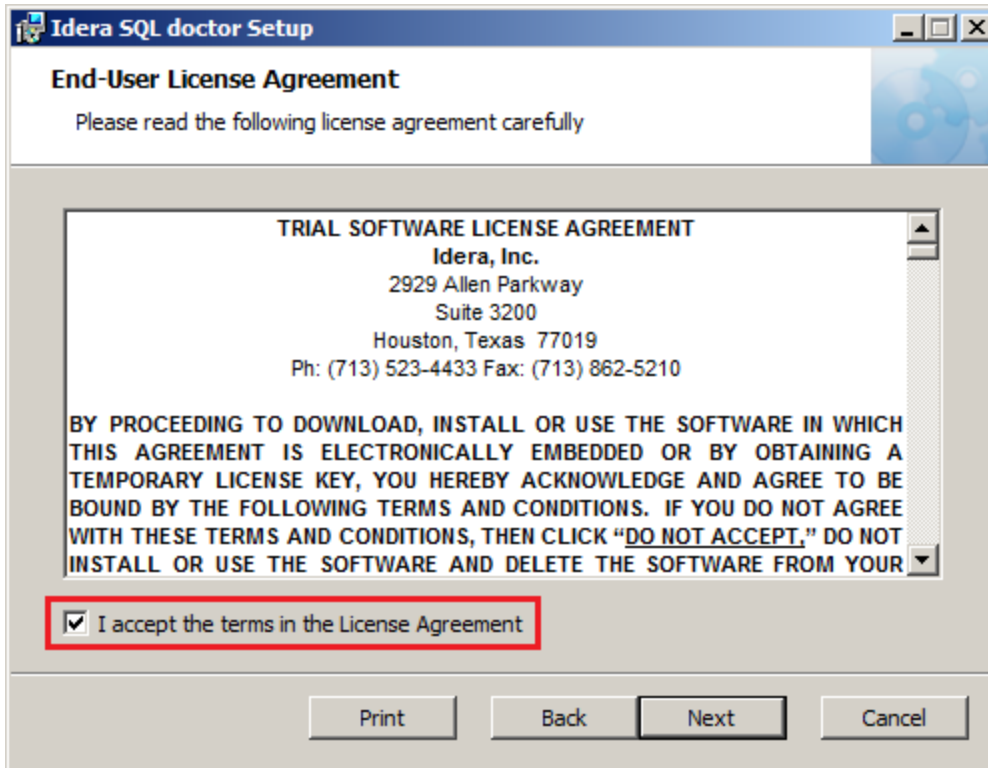 Idera SQL doctor Setup
End-User License Agreement
Please read the following license agreement carefully
TRIAL SOFTWARE LICENSE AGREEMENT
Idera, Inc.
2929 Allen Parkway
Suite 3200
Houston, Texas  77019
Ph: (713) 523-4433 Fax: (713) 862-5210
BY PROCEEDING TO DOWNLOAD, INSTALL OR USE THE SOFTWARE IN WHICH
THIS AGREEMENT IS ELECTRONICALLY EMBEDDED OR BY OBTAINING A
TEMPORARY LICENSE KEY, YOU HEREBY ACKNOWLEDGE AND AGREE TO BE
BOUND BY THE FOLLOWING TERMS AND CONDITIONS.  IF YOU DO NOT AGREE
WITH THESE TERMS AND CONDITIONS, THEN CLICK “DO NOT ACCEPT,” DO NOT
INSTALL OR USE THE SOFTWARE AND DELETE THE SOFTWARE FROM YOUR
I accept the terms in the License Agreement
Print Back Next Cancel